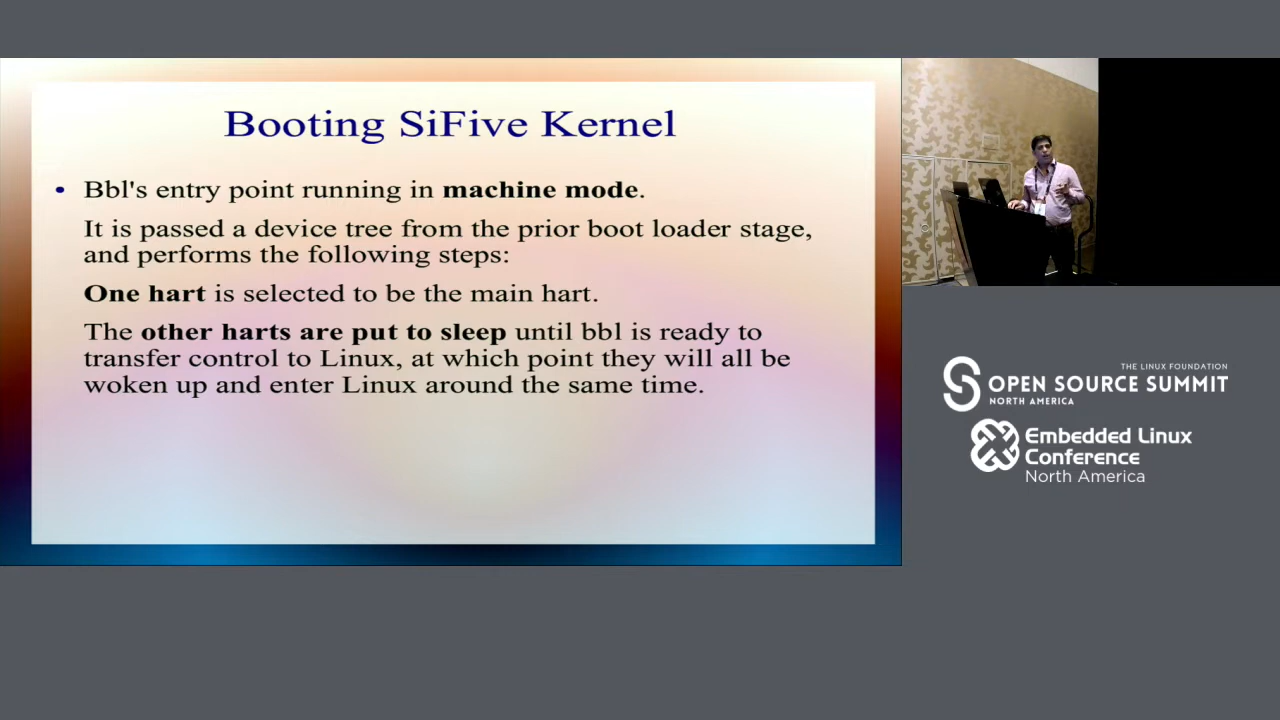 Booting SiFive Kernel
• Bbl's entry point running in machine mode.
It is passed a device tree from the prior boot loader stage,
and performs the following steps:
One hart is selected to be the main hart.
The other harts are put to sleep until bbl is ready to
transfer control to Linux, at which point they will all be
woken up and enter Linux around the same time.
THE LINUX FOUNDATION
OPEN SOURCE SUMMIT
NORTH AMERICA
Embedded Linux
Conference
North America